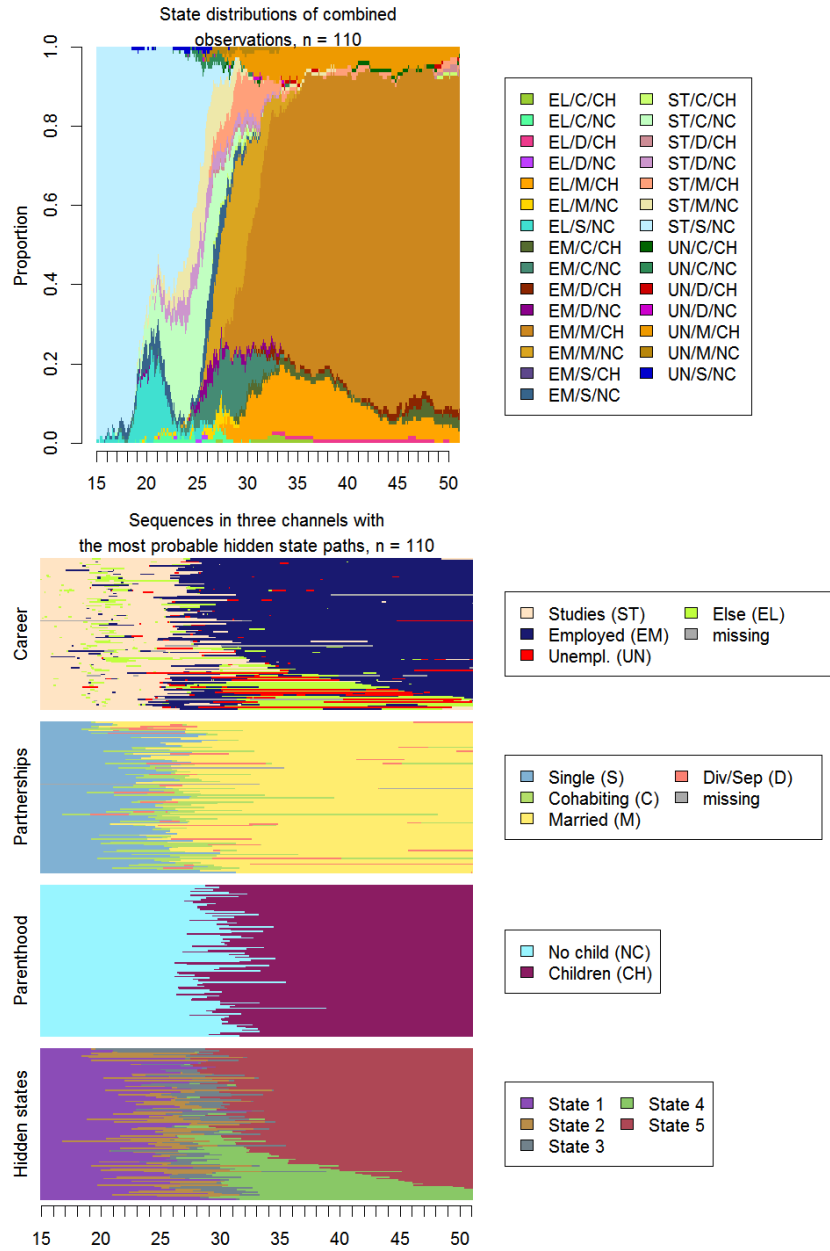 State distributions of combined
observations, n = 110
Proportion
0.0 0.2 0.4 0.6 0.8 1.0
15 20 25 30 35 40 45 50
EL/C/CH ST/C/CH
EL/C/NC ST/C/NC
EL/D/CH ST/D/CH
EL/D/NC ST/D/NC
EL/M/CH ST/M/CH
EL/M/NC ST/M/NC
EL/S/NC ST/S/NC
EM/C/CH UN/C/CH
EM/C/NC UN/C/NC
EM/D/CH UN/D/CH
EM/D/NC UN/D/NC
EM/M/CH UN/M/CH
EM/M/NC UN/M/NC
EM/S/CH UN/S/NC
EM/S/NC
Sequences in three channels with
the most probable hidden state paths, n = 110
Career
Studies (ST) Else (EL)
Employed (EM) missing
Unempl. (UN)
Partnerships
Single (S) Div/Sep (D)
Cohabiting (C) missing
Married (M)
Parenthood
No child (NC)
Children (CH)
Hidden states
State 1 State 4
State 2 State 5
State 3
15 20 25 30 35 40 45 50